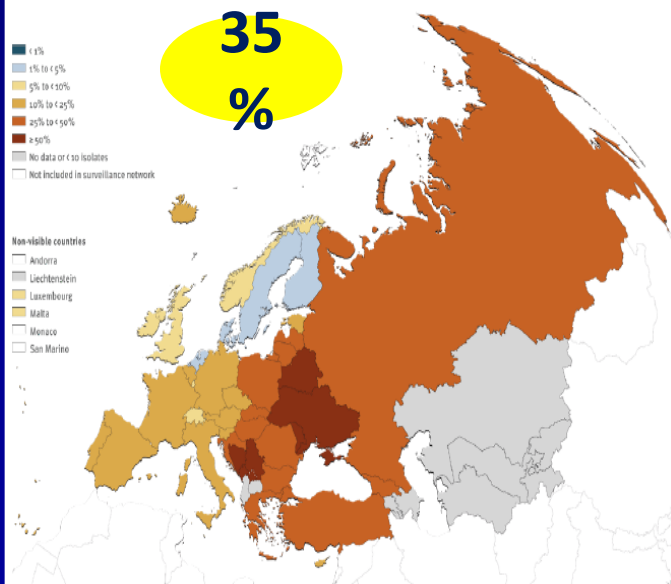 35
%
< 1%
1% to < 5%
5% to < 10%
10% to < 25%
25% to < 50%
≥ 50%
No data or < 10 isolates
Not included in surveillance network
Non-visible countries
Andorra
Liechtenstein
Luxembourg
Malta
Monaco
San Marino